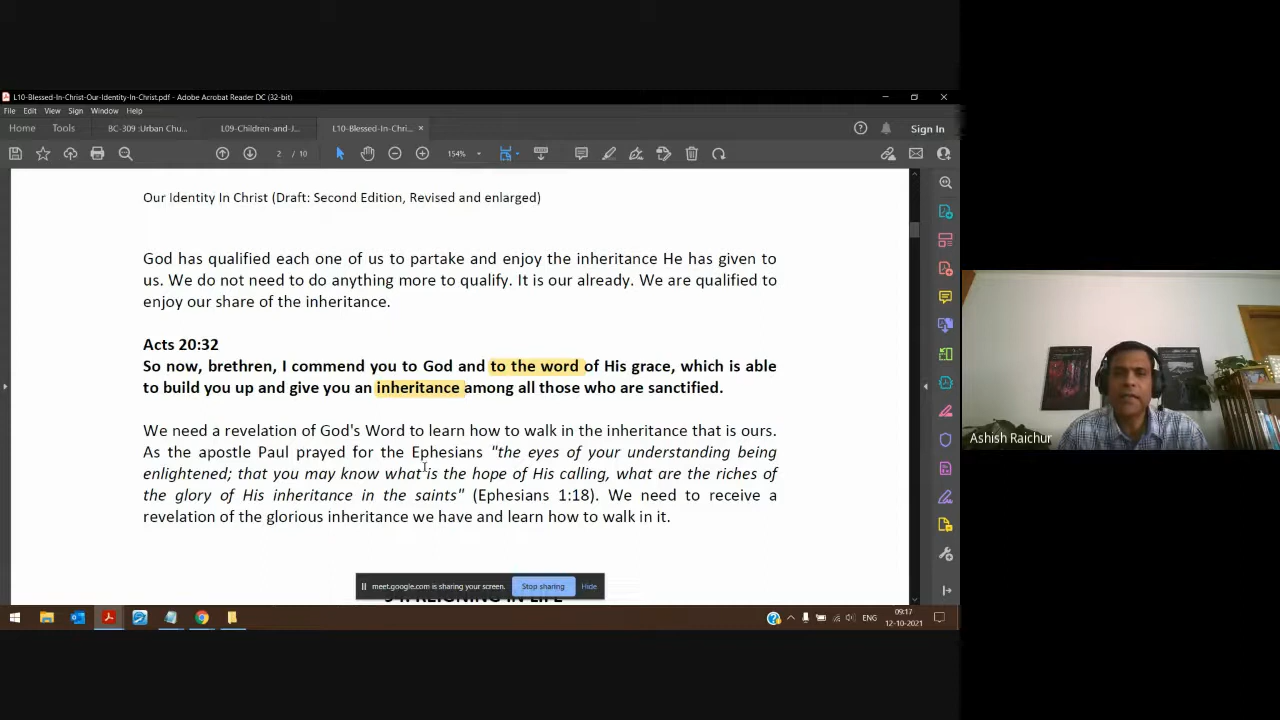 L10-Blessed-In-Christ-Our-Identity-In-Christ.pdf - Adobe Acrobat Reader DC (32-bit)
File Edit View Sign Window Help
Home Tools BC-309 :Urban Chu... L09-Children-and-J... L10-Blessed-In-Chri... × Sign In
2 / 10 154%
Our Identity In Christ (Draft: Second Edition, Revised and enlarged)
God has qualified each one of us to partake and enjoy the inheritance He has given to
us. We do not need to do anything more to qualify. It is our already. We are qualified to
enjoy our share of the inheritance.
Acts 20:32
So now, brethren, I commend you to God and to the word of His grace, which is able
to build you up and give you an inheritance among all those who are sanctified.
We need a revelation of God's Word to learn how to walk in the inheritance that is ours.
As the apostle Paul prayed for the Ephesians "the eyes of your understanding being
enlightened; that you may know what is the hope of His calling, what are the riches of
the glory of His inheritance in the saints" (Ephesians 1:18). We need to receive a
revelation of the glorious inheritance we have and learn how to walk in it.
meet.google.com is sharing your screen. Stop sharing Hide
REIGNING IN LIFE
ENG
09:17
12-10-2021
Ashish Raichur